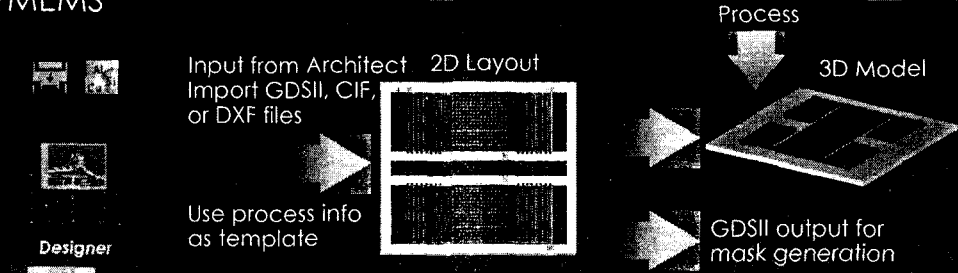 MEMS
Process
Input from Architect
Import GDSII, CIF,
or DXF files
2D Layout
3D Model
Use process info
as template
Designer
GDSII output for
mask generation